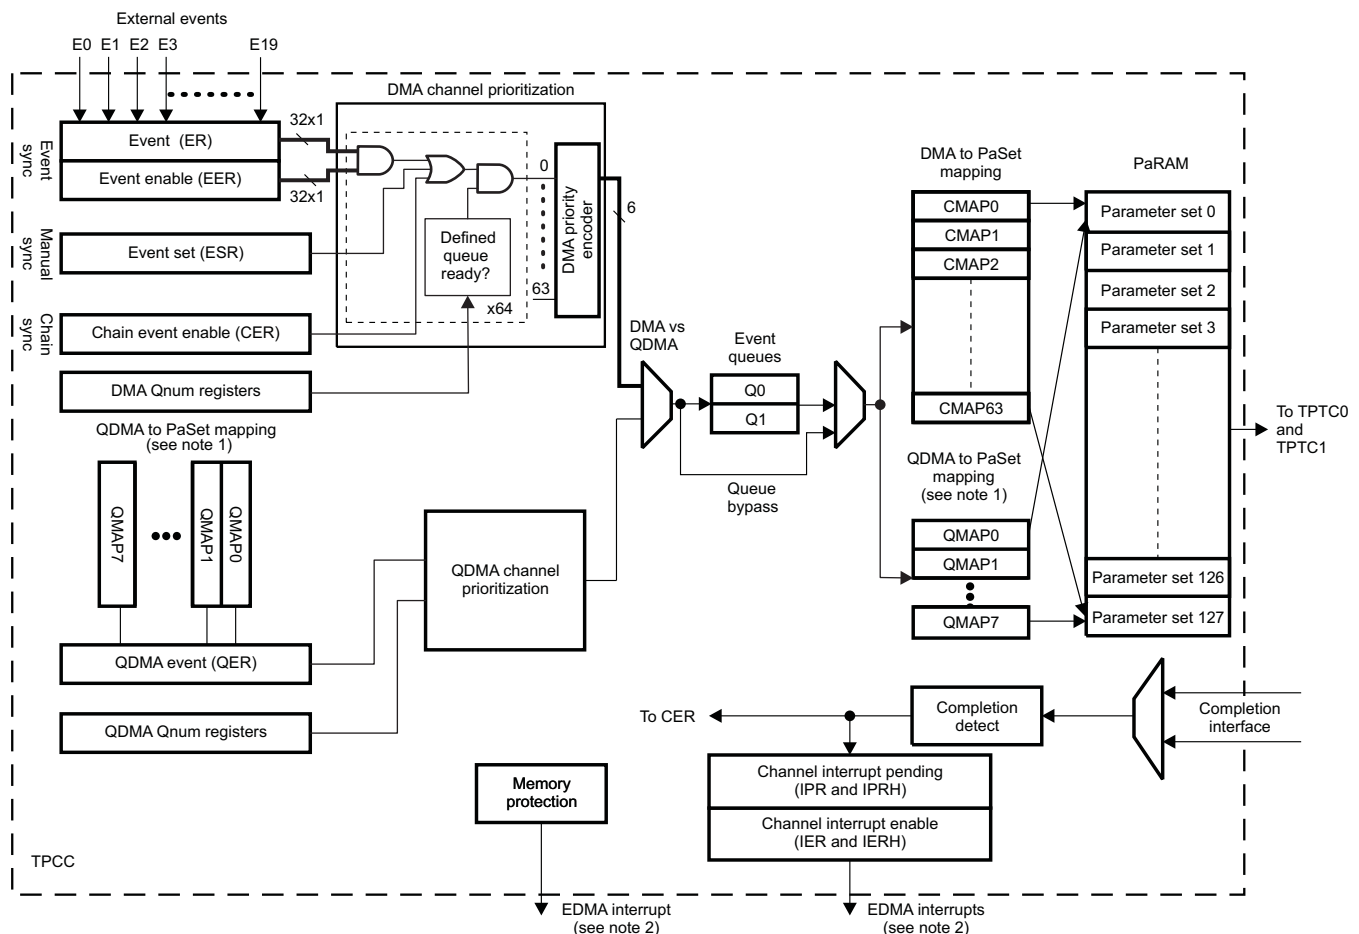 External events
E0 E1 E2 E3 E19
DMA channel prioritization
Event sync
32x1
Event (ER)
Event enable (EER)
32x1
0
63
DMA priority encoder
6
Manual sync
Event set (ESR)
Defined
queue
ready?
x64
Chain sync
Chain event enable (CER)
DMA Qnum registers
QDMA to PaSet mapping
(see note 1)
QMAP7
QMAP1
QMAP0
QDMA event (QER)
QDMA Qnum registers
QDMA channel
prioritization
DMA vs
QDMA
Event
queues
Q0
Q1
Queue
bypass
DMA to PaSet
mapping
CMAP0
CMAP1
CMAP2
CMAP63
QDMA to PaSet
mapping
(see note 1)
QMAP0
QMAP1
QMAP7
PaRAM
Parameter set 0
Parameter set 1
Parameter set 2
Parameter set 3
Parameter set 126
Parameter set 127
To TPTC0
and
TPTC1
Completion
interface
Completion
detect
To CER
Channel interrupt pending
(IPR and IPRH)
Channel interrupt enable
(IER and IERH)
Memory
protection
TPCC
EDMA interrupt
(see note 2)
EDMA interrupts
(see note 2)